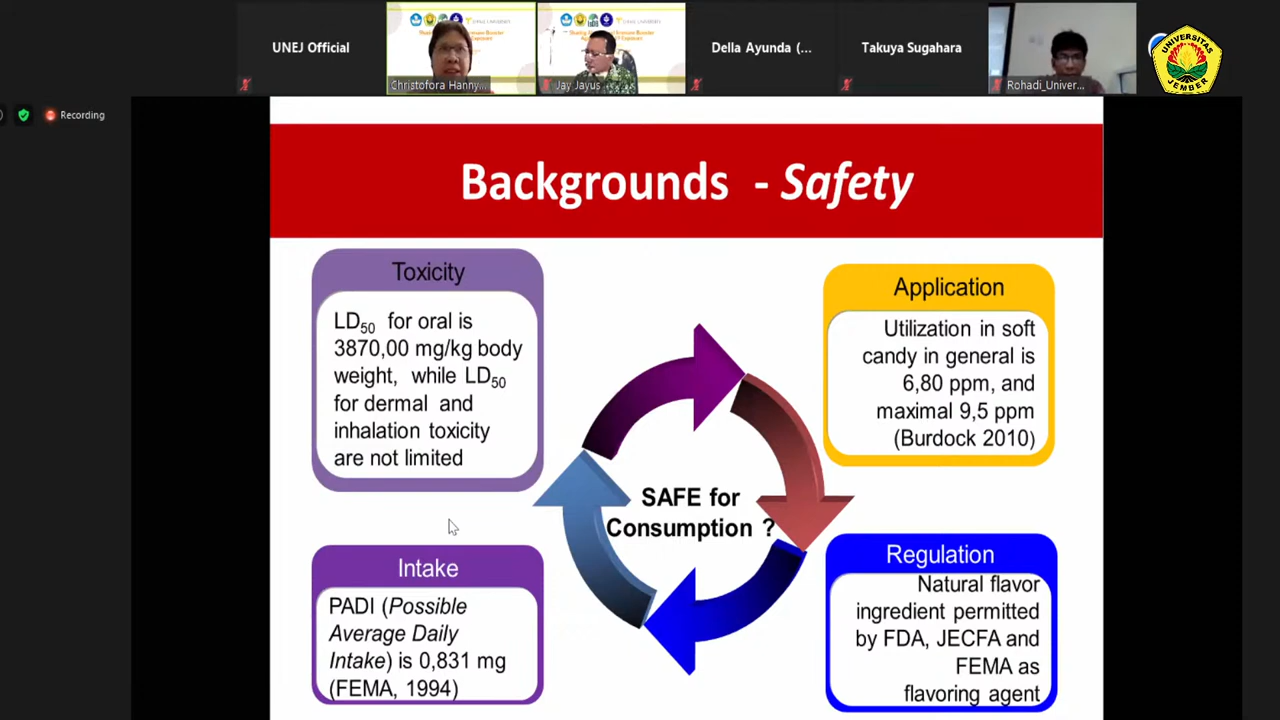 UNEJ Official
Christofora Hanny...
Jay Jayus
Della Ayunda (...
Takuya Sugahara
Rohadi_Univer...
UNIVERSITAS
JEMBER
Recording
Backgrounds - Safety
Toxicity
LD50 for oral is
3870,00 mg/kg body
weight, while LD50
for dermal and
inhalation toxicity
are not limited
Application
Utilization in soft
candy in general is
6,80 ppm, and
maximal 9,5 ppm
(Burdock 2010)
SAFE for
Consumption ?
Intake
PADI (Possible
Average Daily
Intake) is 0,831 mg
(FEMA, 1994)
Regulation
Natural flavor
ingredient permitted
by FDA, JECFA and
FEMA as
flavoring agent